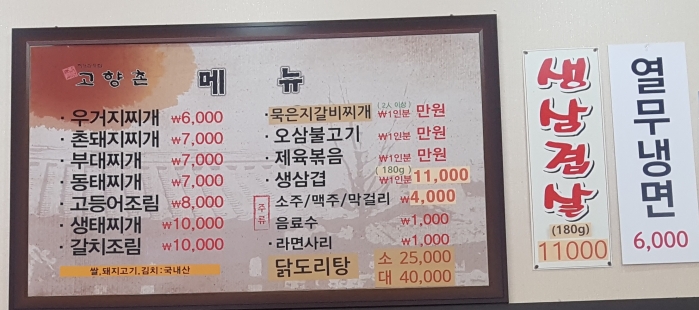 고향촌 메뉴
· 우거지찌개 ₩6,000
· 촌돼지찌개 ₩7,000
· 부대찌개 ₩7,000
· 동태찌개 ₩7,000
· 고등어조림 ₩8,000
· 생태찌개 ₩10,000
· 갈치조림 ₩10,000
쌀,돼지고기,김치:국내산
(2인 이상)
· 묵은지갈비찌개 ₩1인분 만원
· 오삼불고기 ₩1인분 만원
· 제육볶음 ₩1인분 만원
(180g)
· 생삼겹 ₩1인분 11,000
주류
· 소주/맥주/막걸리 ₩4,000
· 음료수 ₩1,000
· 라면사리 ₩1,000
닭도리탕 소 25,000
대 40,000
생삼겹살
(180g)
11000
열무냉면
6,000